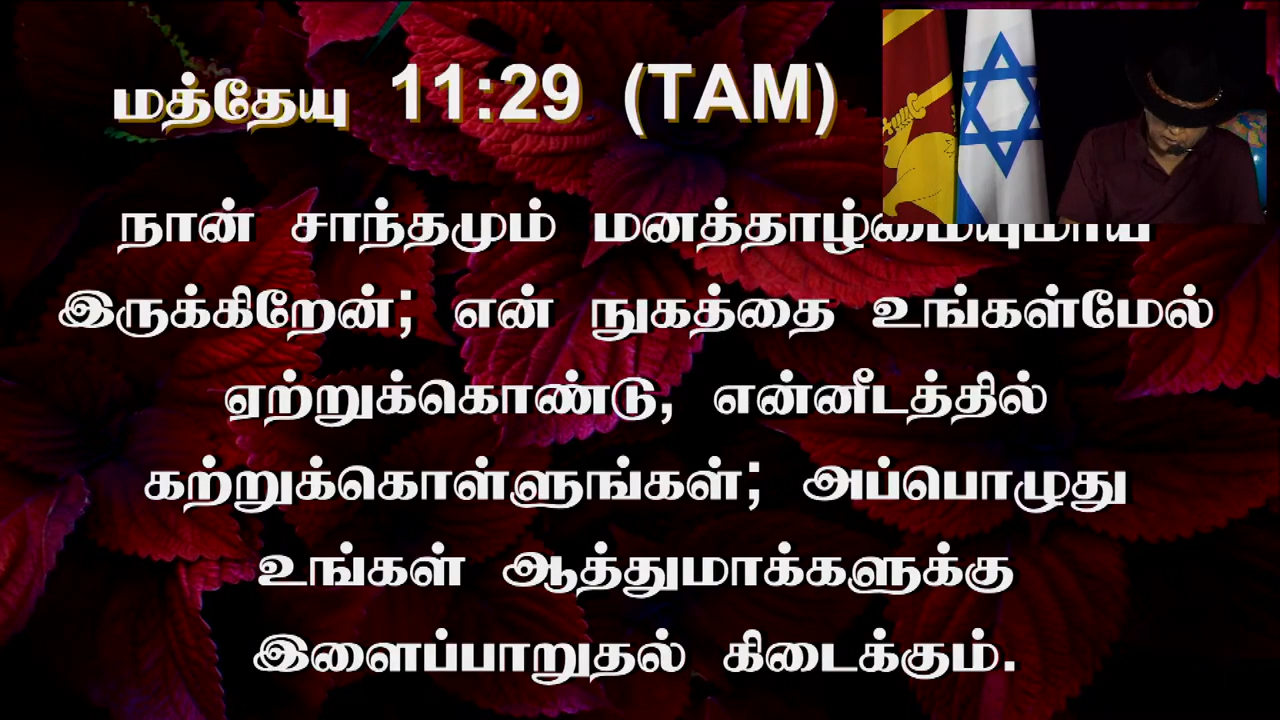 மத்தேயு 11:29 (TAM)
நான் சாந்தமும் மனத்தாழ்மையுமாய்
இருக்கிறேன்; என் நுகத்தை உங்கள்மேல்
ஏற்றுக்கொண்டு, என்னீடத்தில்
கற்றுக்கொள்ளுங்கள்; அப்பொழுது
உங்கள் ஆத்துமாக்களுக்கு
இளைப்பாறுதல் கிடைக்கும்.